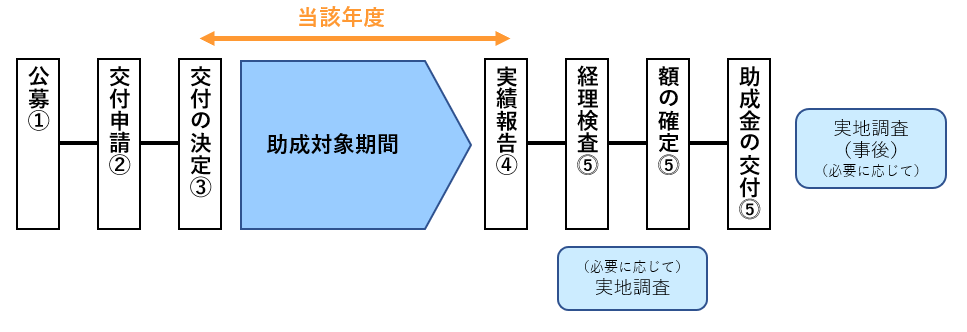 当該年度
公募①
交付申請②
交付の決定③
助成対象期間
実績報告④
経理検査⑤
額の確定⑤
助成金の交付⑤
実地調査
（事後）
（必要に応じて）
（必要に応じて）
実地調査